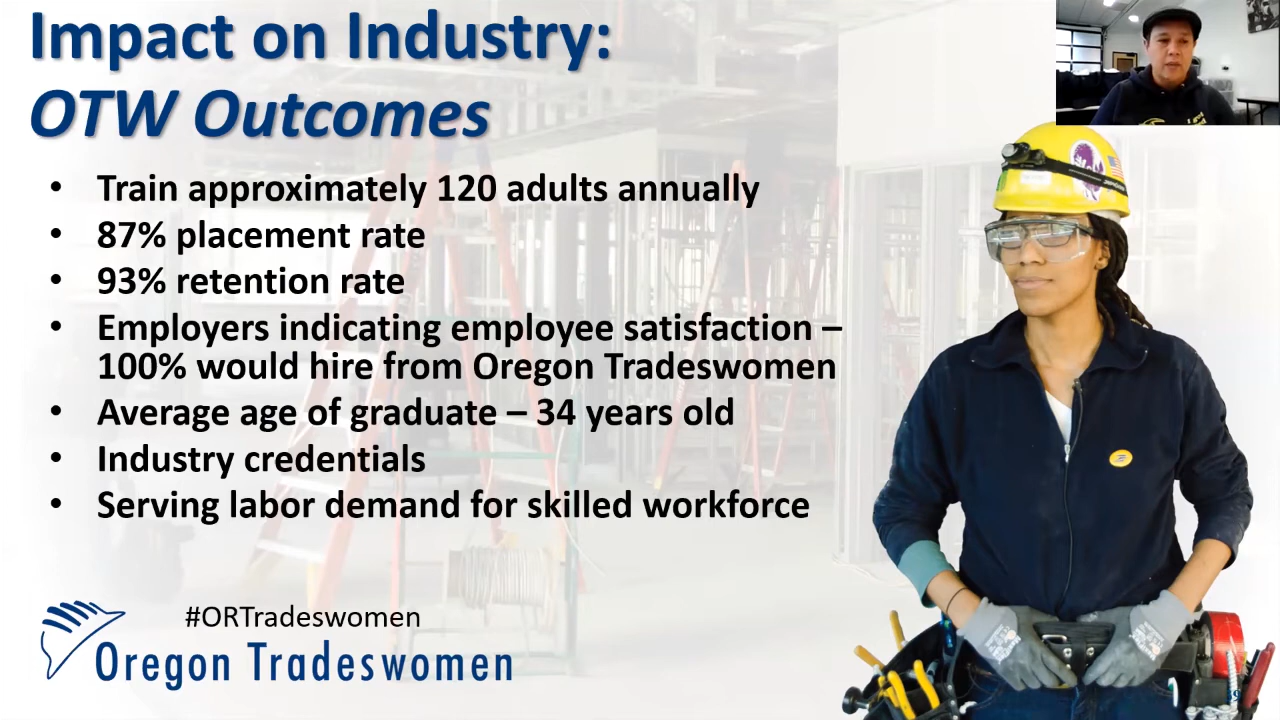 Impact on Industry:
OTW Outcomes
• Train approximately 120 adults annually
• 87% placement rate
• 93% retention rate
• Employers indicating employee satisfaction –
100% would hire from Oregon Tradeswomen
• Average age of graduate – 34 years old
• Industry credentials
• Serving labor demand for skilled workforce
#ORTradeswomen
Oregon Tradeswomen